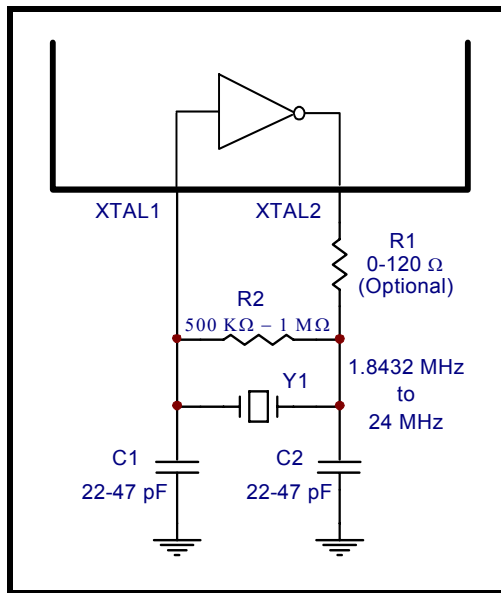 XTAL1
XTAL2
R1
0-120 Ω
(Optional)
R2
500 KΩ – 1 MΩ
Y1
1.8432 MHz
to
24 MHz
C1
22-47 pF
C2
22-47 pF